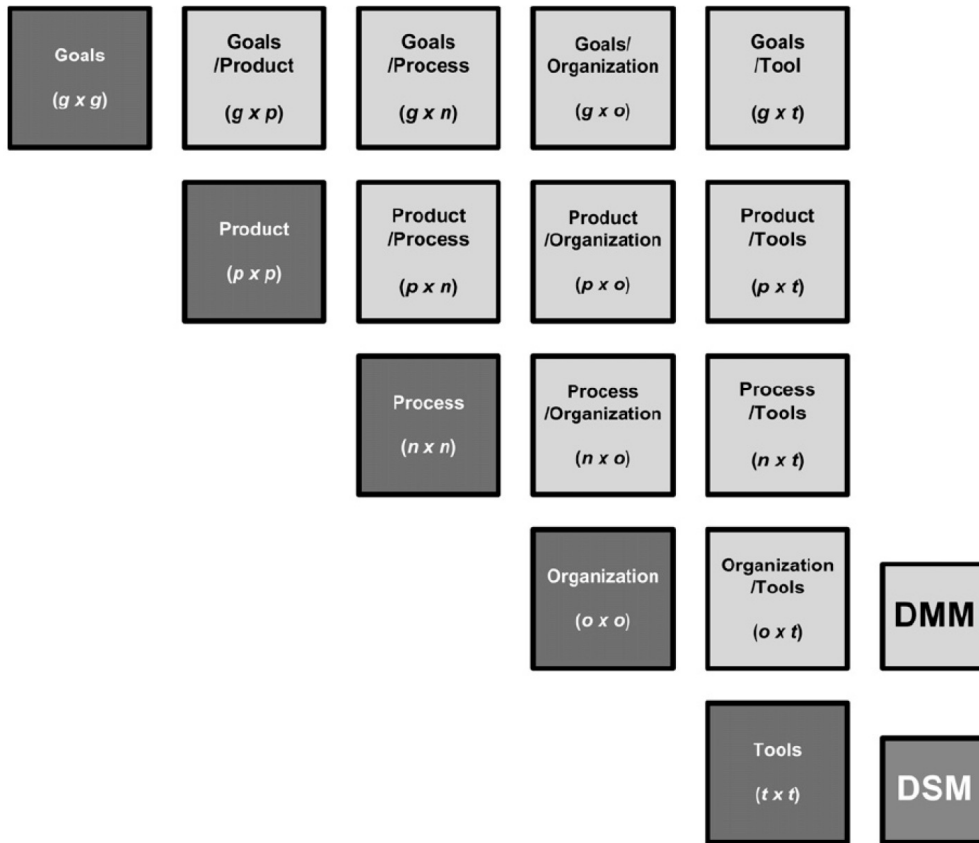 Goals
(g x g)
Goals
/Product
(g x p)
Goals
/Process
(g x n)
Goals/
Organization
(g x o)
Goals
/Tool
(g x t)
Product
(p x p)
Product
/Process
(p x n)
Product
/Organization
(p x o)
Product
/Tools
(p x t)
Process
(n x n)
Process
/Organization
(n x o)
Process
/Tools
(n x t)
Organization
(o x o)
Organization
/Tools
(o x t)
DMM
Tools
(t x t)
DSM